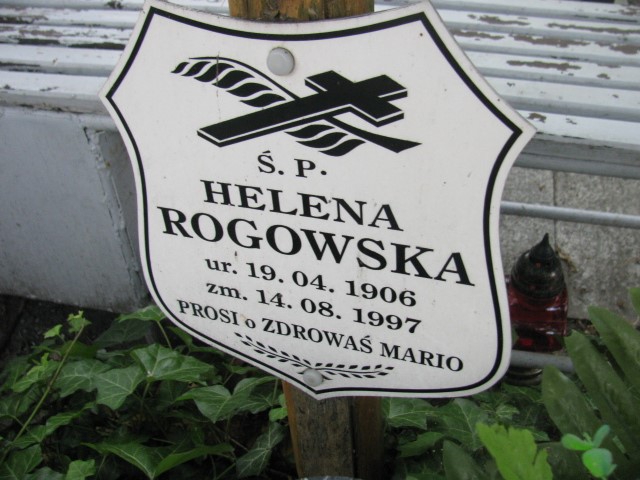 Ś. P.
HELENA
ROGOWSKA
ur. 19. 04. 1906
zm. 14. 08. 1997
PROSI o ZDROWAŚ MARIO